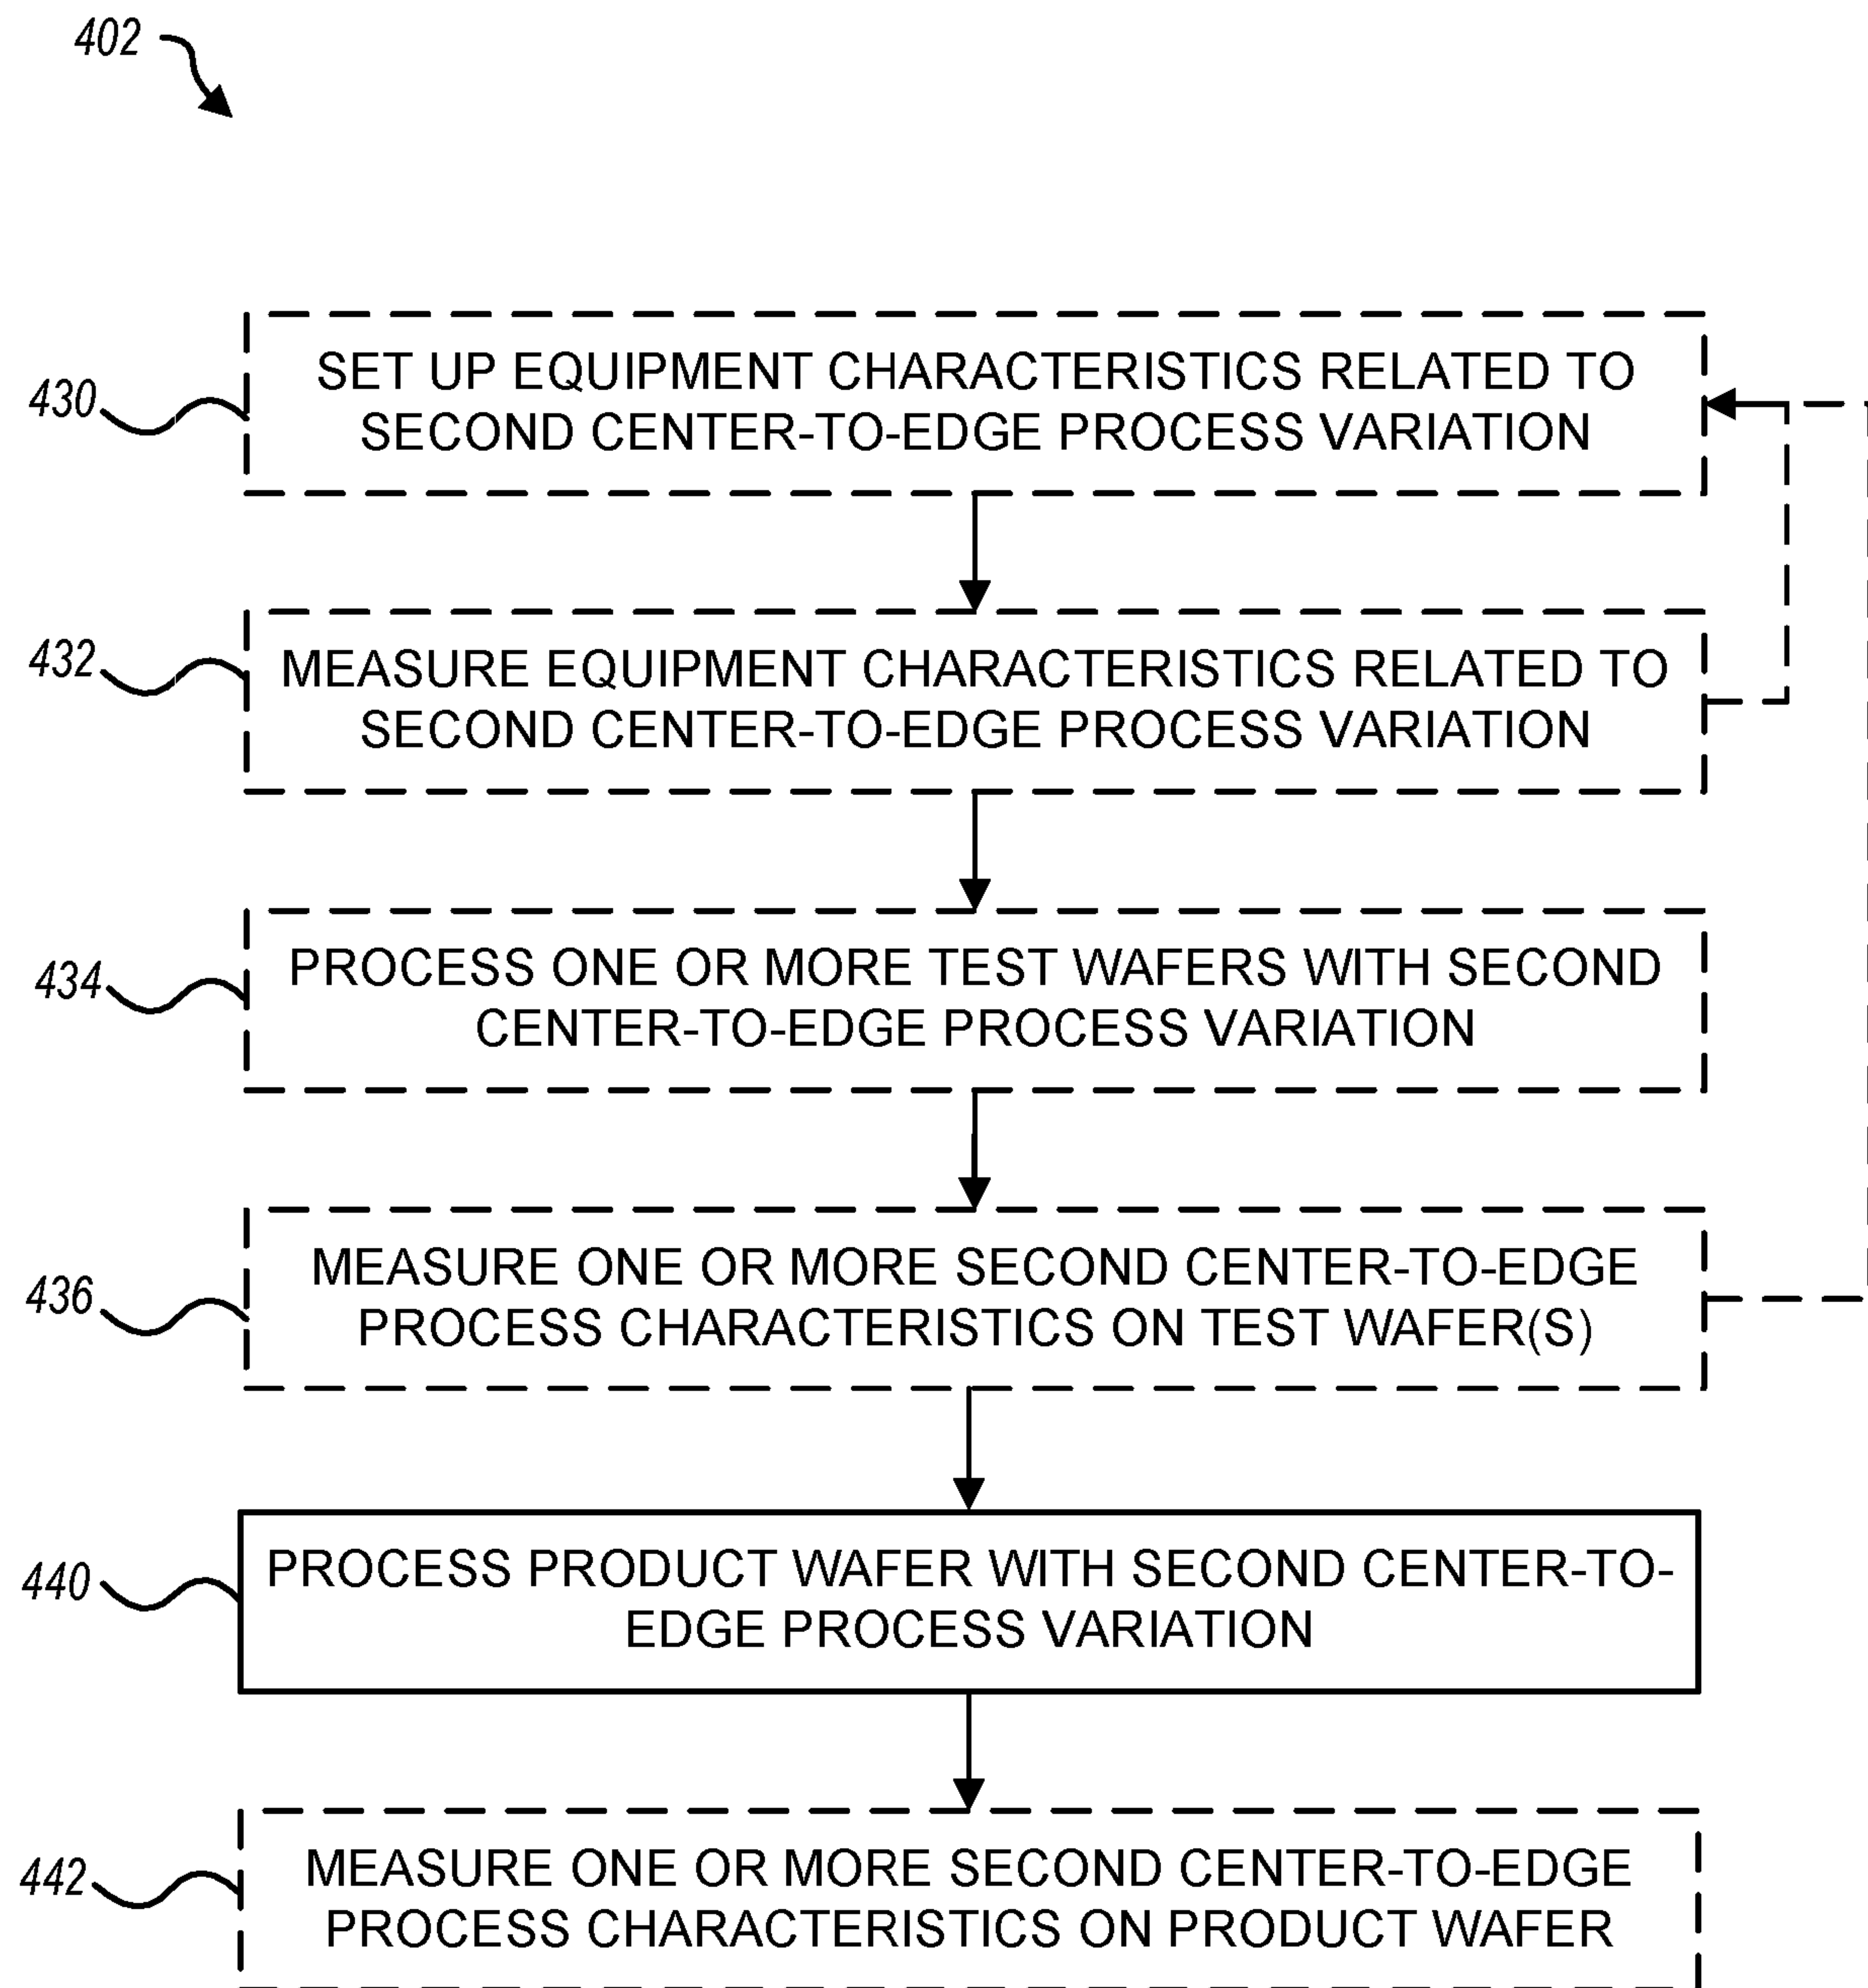 402
430
SET UP EQUIPMENT CHARACTERISTICS RELATED TO
SECOND CENTER-TO-EDGE PROCESS VARIATION
432
MEASURE EQUIPMENT CHARACTERISTICS RELATED TO
SECOND CENTER-TO-EDGE PROCESS VARIATION
434
PROCESS ONE OR MORE TEST WAFERS WITH SECOND
CENTER-TO-EDGE PROCESS VARIATION
436
MEASURE ONE OR MORE SECOND CENTER-TO-EDGE
PROCESS CHARACTERISTICS ON TEST WAFER(S)
440
PROCESS PRODUCT WAFER WITH SECOND CENTER-TO-
EDGE PROCESS VARIATION
442
MEASURE ONE OR MORE SECOND CENTER-TO-EDGE
PROCESS CHARACTERISTICS ON PRODUCT WAFER